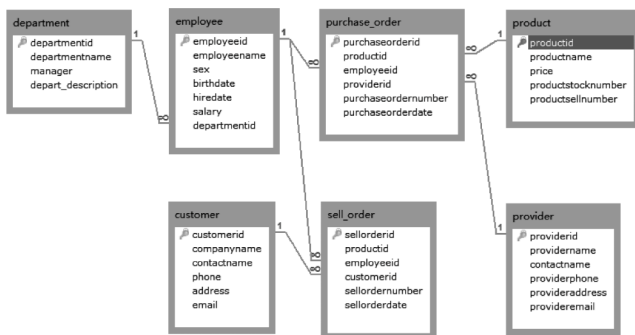 department
departmentid
departmentname
manager
depart_description
1
∞
employee
employeeid
employeename
sex
birthdate
hiredate
salary
departmentid
1
∞
purchase_order
purchaseorderid
productid
employeeid
providerid
purchaseordernumber
purchaseorderdate
∞
1
∞
product
productid
productname
price
productstocknumber
productsellnumber
customer
customerid
companyname
contactname
phone
address
email
1
∞
∞
sell_order
sellorderid
productid
employeeid
customerid
sellordernumber
sellorderdate
1
provider
providerid
providername
contactname
providerphone
provideraddress
provideremail